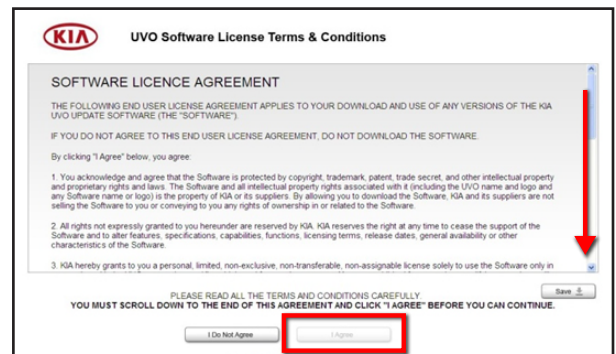 KIA
UVO Software License Terms & Conditions
SOFTWARE LICENCE AGREEMENT
THE FOLLOWING END USER LICENSE AGREEMENT APPLIES TO YOUR DOWNLOAD AND USE OF ANY VERSIONS OF THE KIA
UVO UPDATE SOFTWARE (THE "SOFTWARE").
IF YOU DO NOT AGREE TO THIS END USER LICENSE AGREEMENT, DO NOT DOWNLOAD THE SOFTWARE.
By clicking "I Agree" below, you agree:
1. You acknowledge and agree that the Software is protected by copyright, trademark, patent, trade secret, and other intellectual property
and proprietary rights and laws. The Software and all intellectual property rights associated with it (including the UVO name and logo and
any Software name or logo) is the property of KIA or its suppliers. By allowing you to download the Software, KIA and its suppliers are not
selling the Software to you or conveying to you any rights of ownership in or related to the Software.
2. All rights not expressly granted to you hereunder are reserved by KIA. KIA reserves the right at any time to cease the support of the
Software and to alter features, specifications, capabilities, functions, licensing terms, release dates, general availability or other
characteristics of the Software.
3. KIA hereby grants to you a personal, limited, non-exclusive, non-transferable, non-assignable license solely to use the Software only in
Save
PLEASE READ ALL THE TERMS AND CONDITIONS CAREFULLY
YOU MUST SCROLL DOWN TO THE END OF THIS AGREEMENT AND CLICK "I AGREE" BEFORE YOU CAN CONTINUE.
I Do Not Agree
I Agree